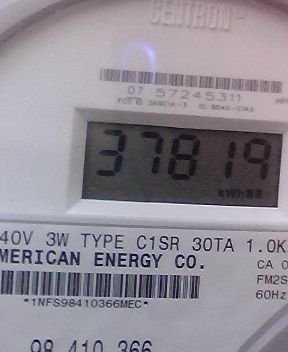 CENTRON
07 57245311
37819
kWh
40V 3W TYPE C1SR 30TA 1.0K
MERICAN ENERGY CO.
CA 0
FM2S
*1NFS98410366MEC*
60Hz
98 410 366